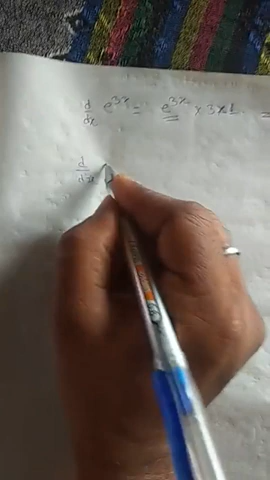 d/dx e^3x = e^3x × 3×1 =
d/dx